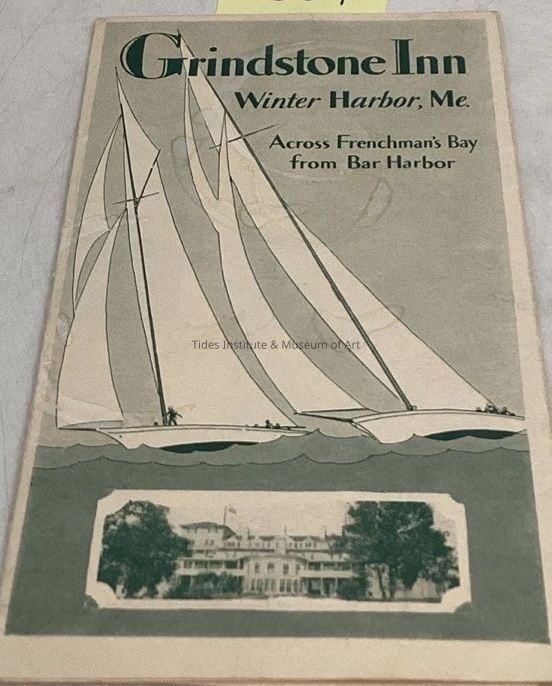 Grindstone Inn
Winter Harbor, Me.
Across Frenchman's Bay
from Bar Harbor
Tides Institute & Museum of Art